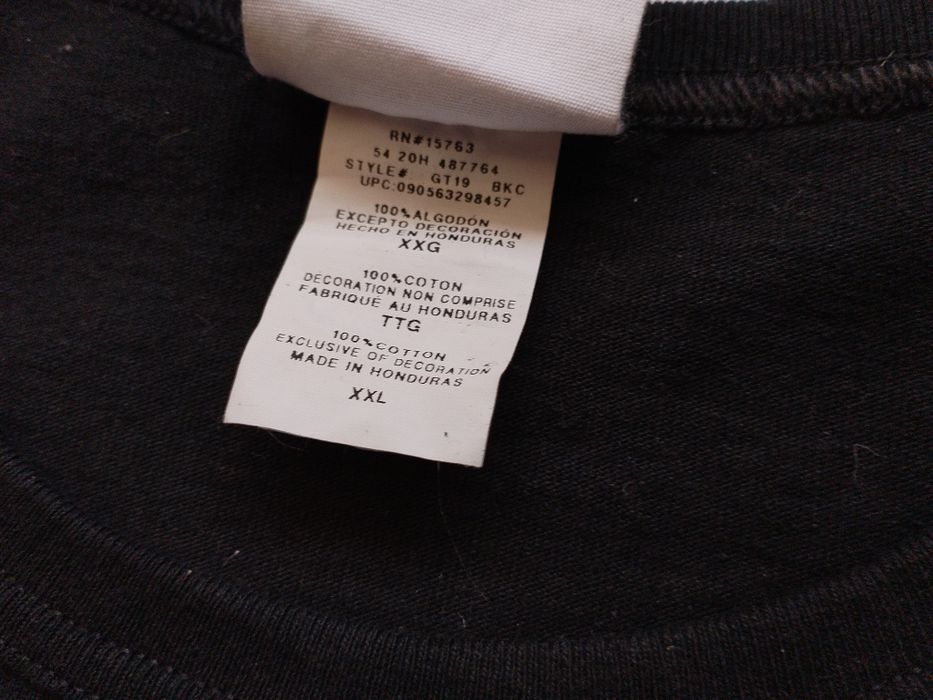 RN#15763
54 20H 487764
STYLE# GT19 BKC
UPC:090563298457
100%ALGODÓN
EXCEPTO DECORACIÓN
HECHO EN HONDURAS
XXG
100%COTON
DÉCORATION NON COMPRISE
FABRIQUÉ AU HONDURAS
TTG
100%COTTON
EXCLUSIVE OF DECORATION
MADE IN HONDURAS
XXL